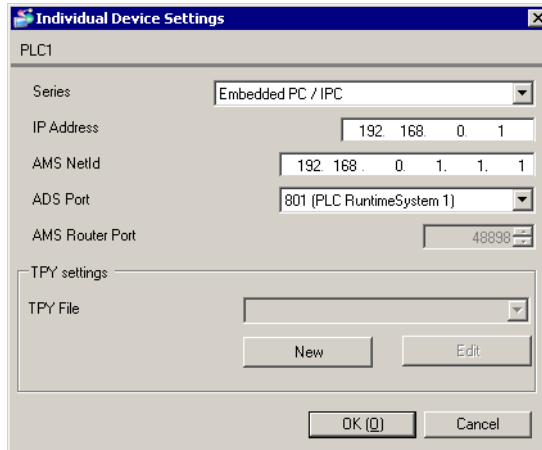 Individual Device Settings
PLC1
Series Embedded PC / IPC
IP Address 192. 168. 0. 1
AMS NetId 192. 168. 0. 1. 1. 1
ADS Port 801 (PLC RuntimeSystem 1)
AMS Router Port 48898
TPY settings
TPY File
New Edit
OK (O) Cancel